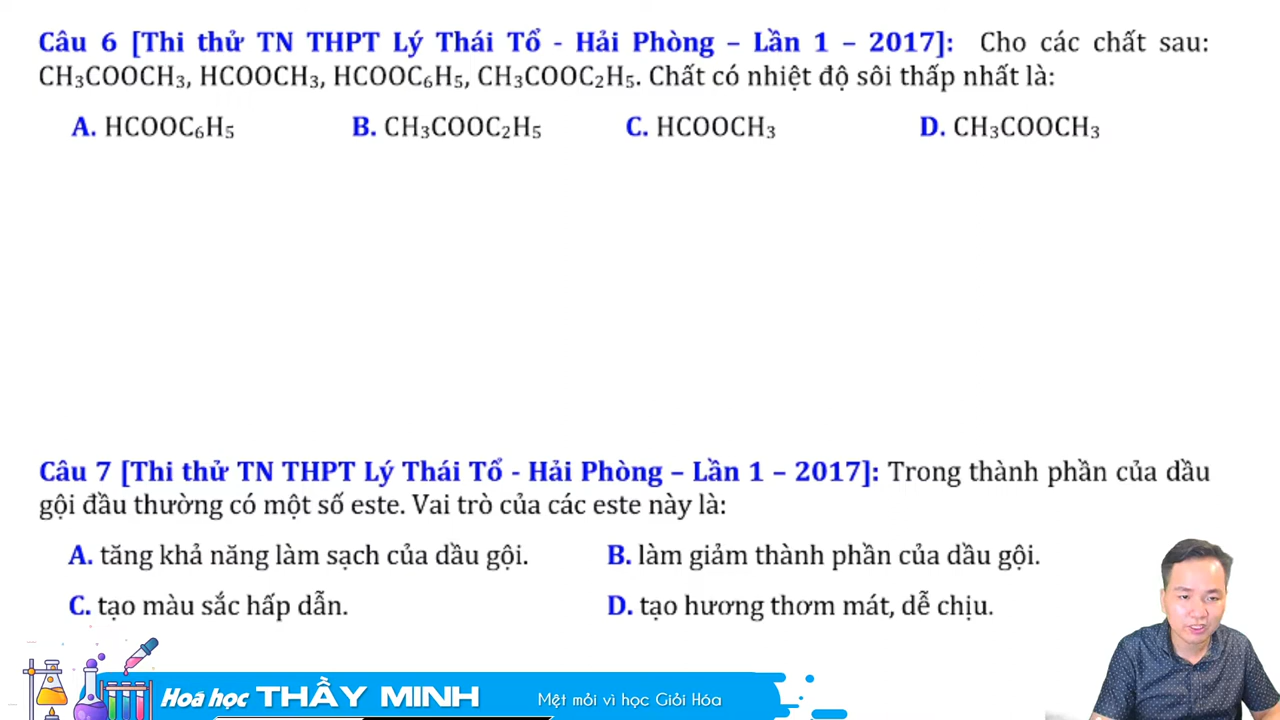 Câu 6 [Thi thử TN THPT Lý Thái Tổ - Hải Phòng – Lần 1 – 2017]: Cho các chất sau:
CH₃COOCH₃, HCOOCH₃, HCOOC₆H₅, CH₃COOC₂H₅. Chất có nhiệt độ sôi thấp nhất là:
A. HCOOC₆H₅ B. CH₃COOC₂H₅ C. HCOOCH₃ D. CH₃COOCH₃
Câu 7 [Thi thử TN THPT Lý Thái Tổ - Hải Phòng – Lần 1 – 2017]: Trong thành phần của dầu
gội đầu thường có một số este. Vai trò của các este này là:
A. tăng khả năng làm sạch của dầu gội. B. làm giảm thành phần của dầu gội.
C. tạo màu sắc hấp dẫn. D. tạo hương thơm mát, dễ chịu.
Hoá học THẦY MINH Mệt mỏi vì học Giỏi Hóa